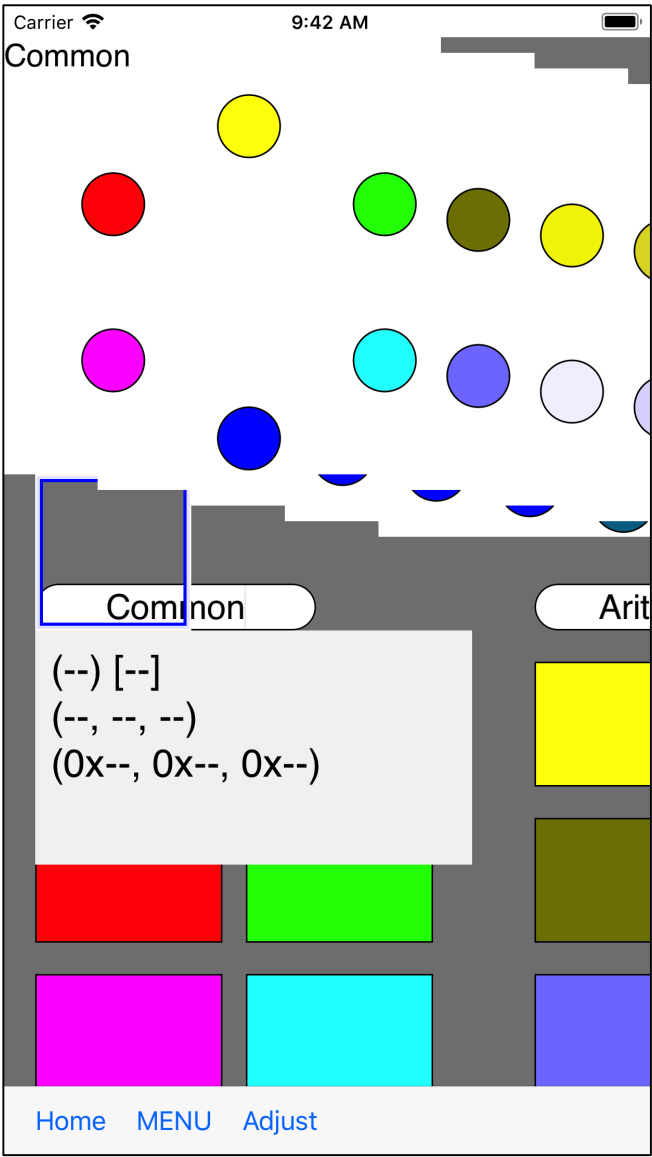 Carrier 9:42 AM
Common
Common
Arit
(--) [--]
(--, --, --)
(0x--, 0x--, 0x--)
Home MENU Adjust